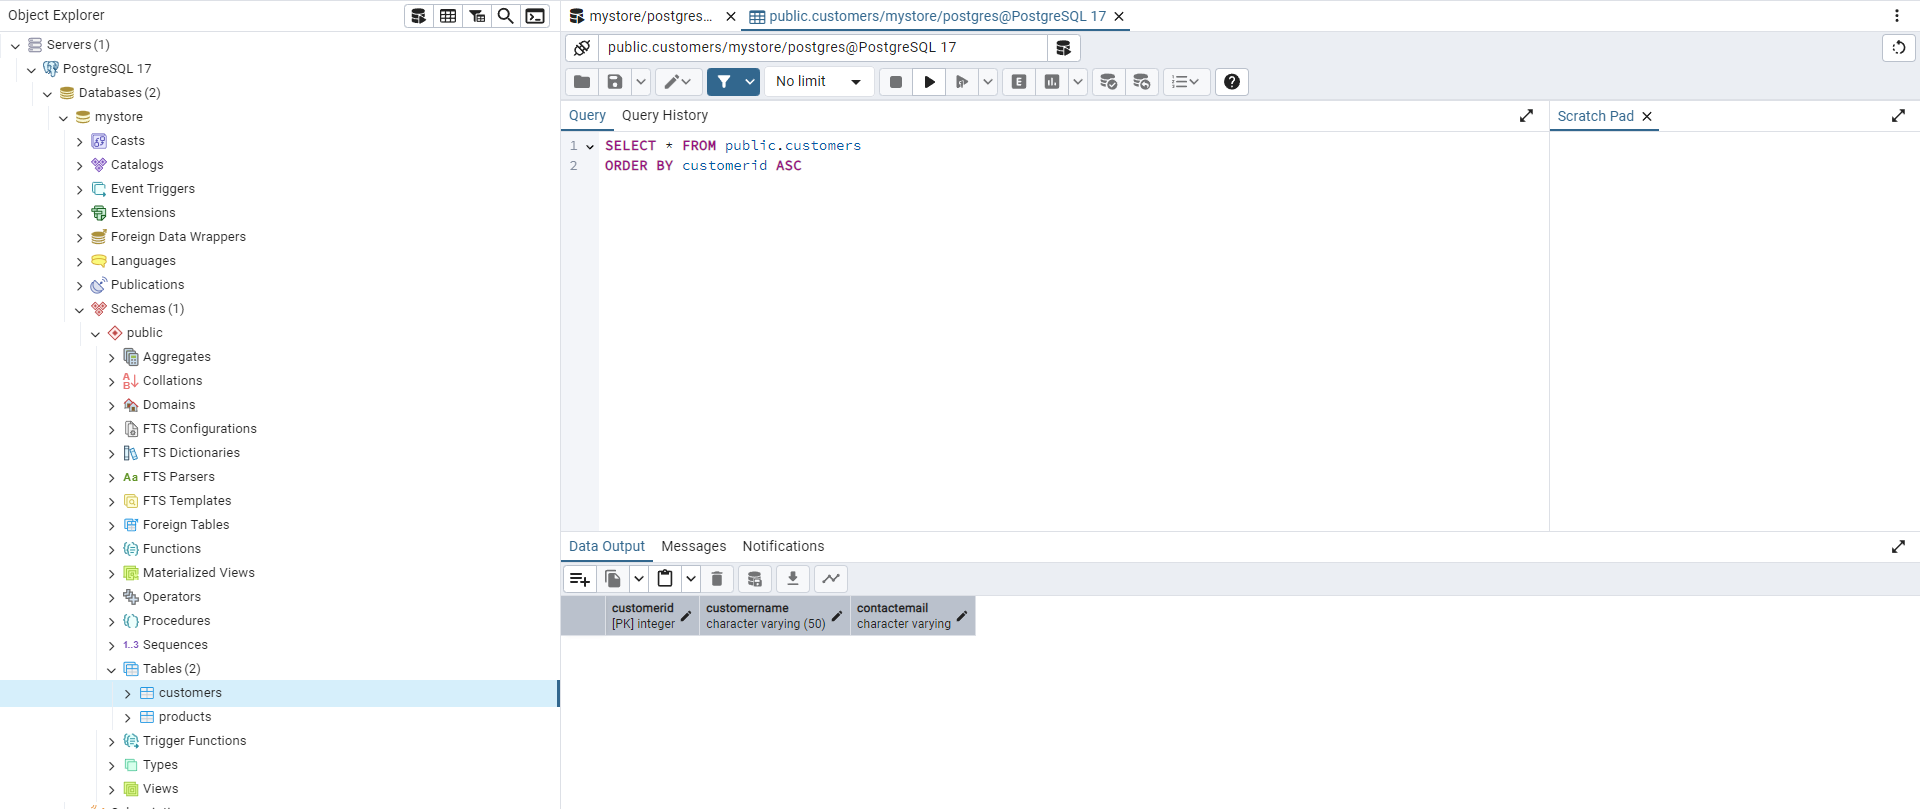 Object Explorer
Servers (1)
PostgreSQL 17
Databases (2)
mystore
Casts
Catalogs
Event Triggers
Extensions
Foreign Data Wrappers
Languages
Publications
Schemas (1)
public
Aggregates
Collations
Domains
FTS Configurations
FTS Dictionaries
Aa FTS Parsers
FTS Templates
Foreign Tables
Functions
Materialized Views
Operators
Procedures
1..3 Sequences
Tables (2)
customers
products
Trigger Functions
Types
Views
mystore/postgres...
public.customers/mystore/postgres@PostgreSQL 17
public.customers/mystore/postgres@PostgreSQL 17
No limit
E
Query Query History
1 SELECT * FROM public.customers
2 ORDER BY customerid ASC
Scratch Pad
Data Output Messages Notifications
customerid
[PK] integer
customername
character varying (50)
contactemail
character varying